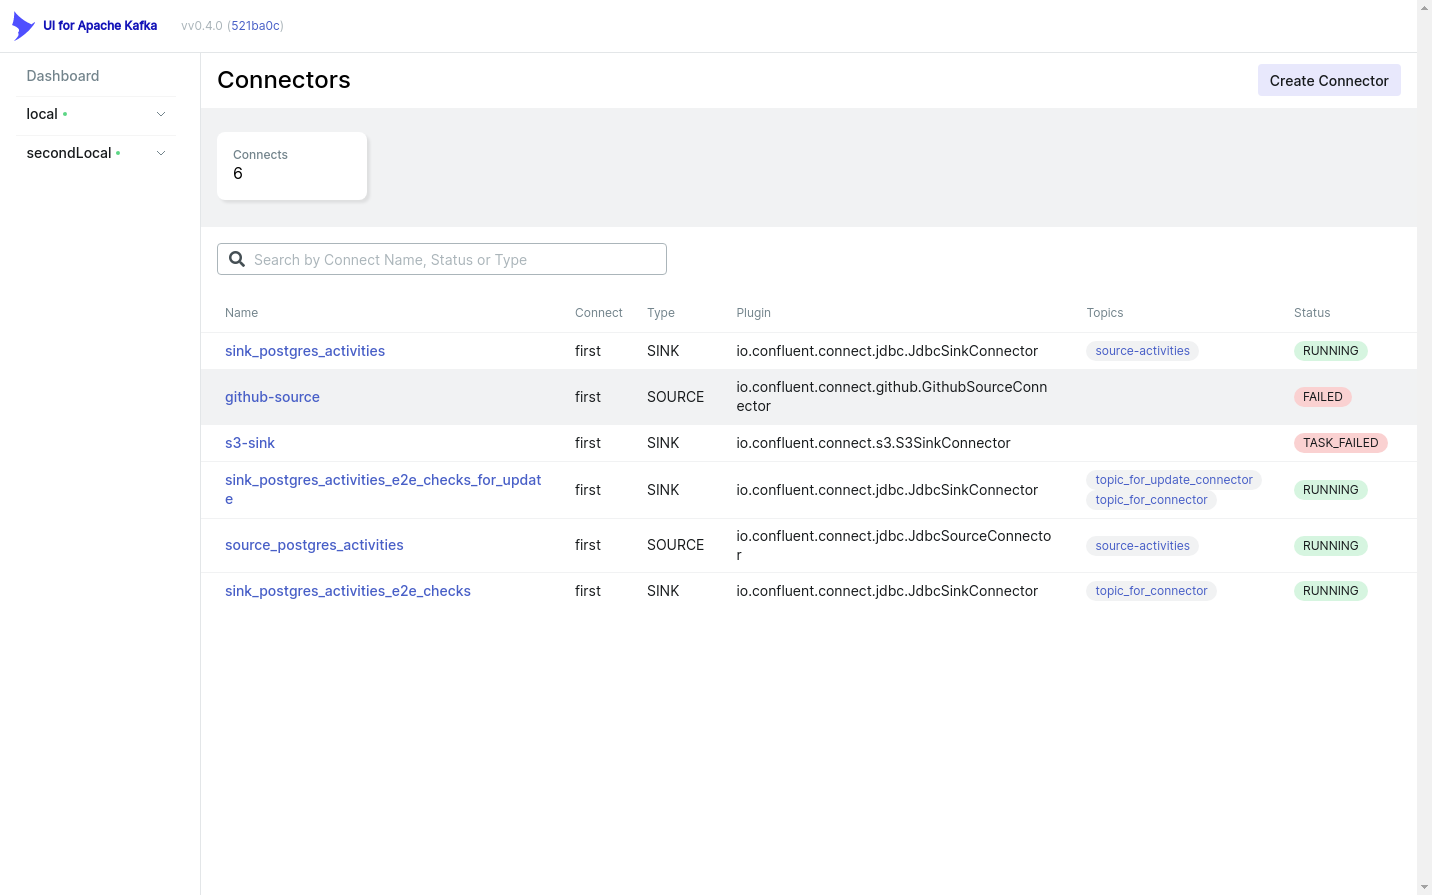 UI for Apache Kafka vv0.4.0 (521ba0c)
Dashboard
local
secondLocal
Connectors
Create Connector
Connects
6
Search by Connect Name, Status or Type
Name Connect Type Plugin Topics Status
sink_postgres_activities first SINK io.confluent.connect.jdbc.JdbcSinkConnector source-activities RUNNING
github-source first SOURCE io.confluent.connect.github.GithubSourceConn
ector FAILED
s3-sink first SINK io.confluent.connect.s3.S3SinkConnector TASK_FAILED
sink_postgres_activities_e2e_checks_for_updat
e first SINK io.confluent.connect.jdbc.JdbcSinkConnector topic_for_update_connector
topic_for_connector RUNNING
source_postgres_activities first SOURCE io.confluent.connect.jdbc.JdbcSourceConnecto
r source-activities RUNNING
sink_postgres_activities_e2e_checks first SINK io.confluent.connect.jdbc.JdbcSinkConnector topic_for_connector RUNNING